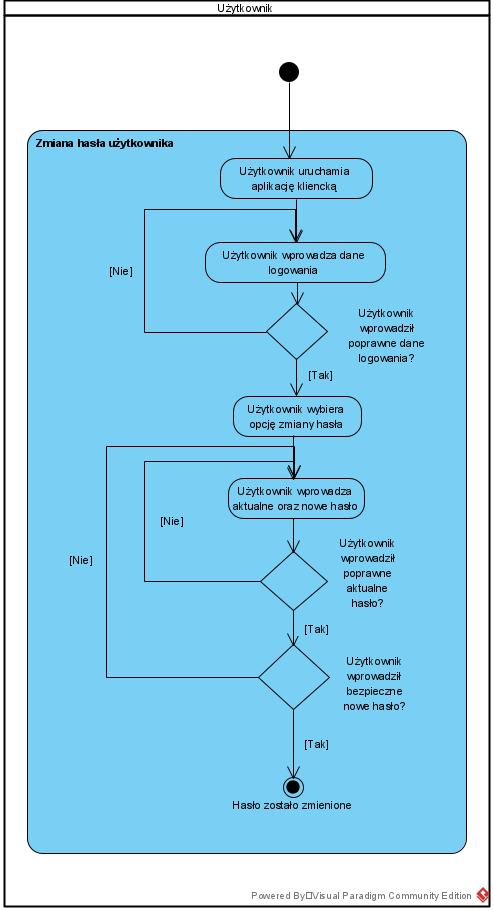 Użytkownik
Zmiana hasła użytkownika
Użytkownik uruchamia
aplikację kliencką
Użytkownik wprowadza dane
logowania
[Nie]
Użytkownik
wprowadził
poprawne dane
logowania?
[Tak]
Użytkownik wybiera
opcję zmiany hasła
Użytkownik wprowadza
aktualne oraz nowe hasło
[Nie]
[Nie]
Użytkownik
wprowadził
poprawne
aktualne
hasło?
[Tak]
Użytkownik
wprowadził
bezpieczne
nowe hasło?
[Tak]
Hasło zostało zmienione
Powered By Visual Paradigm Community Edition